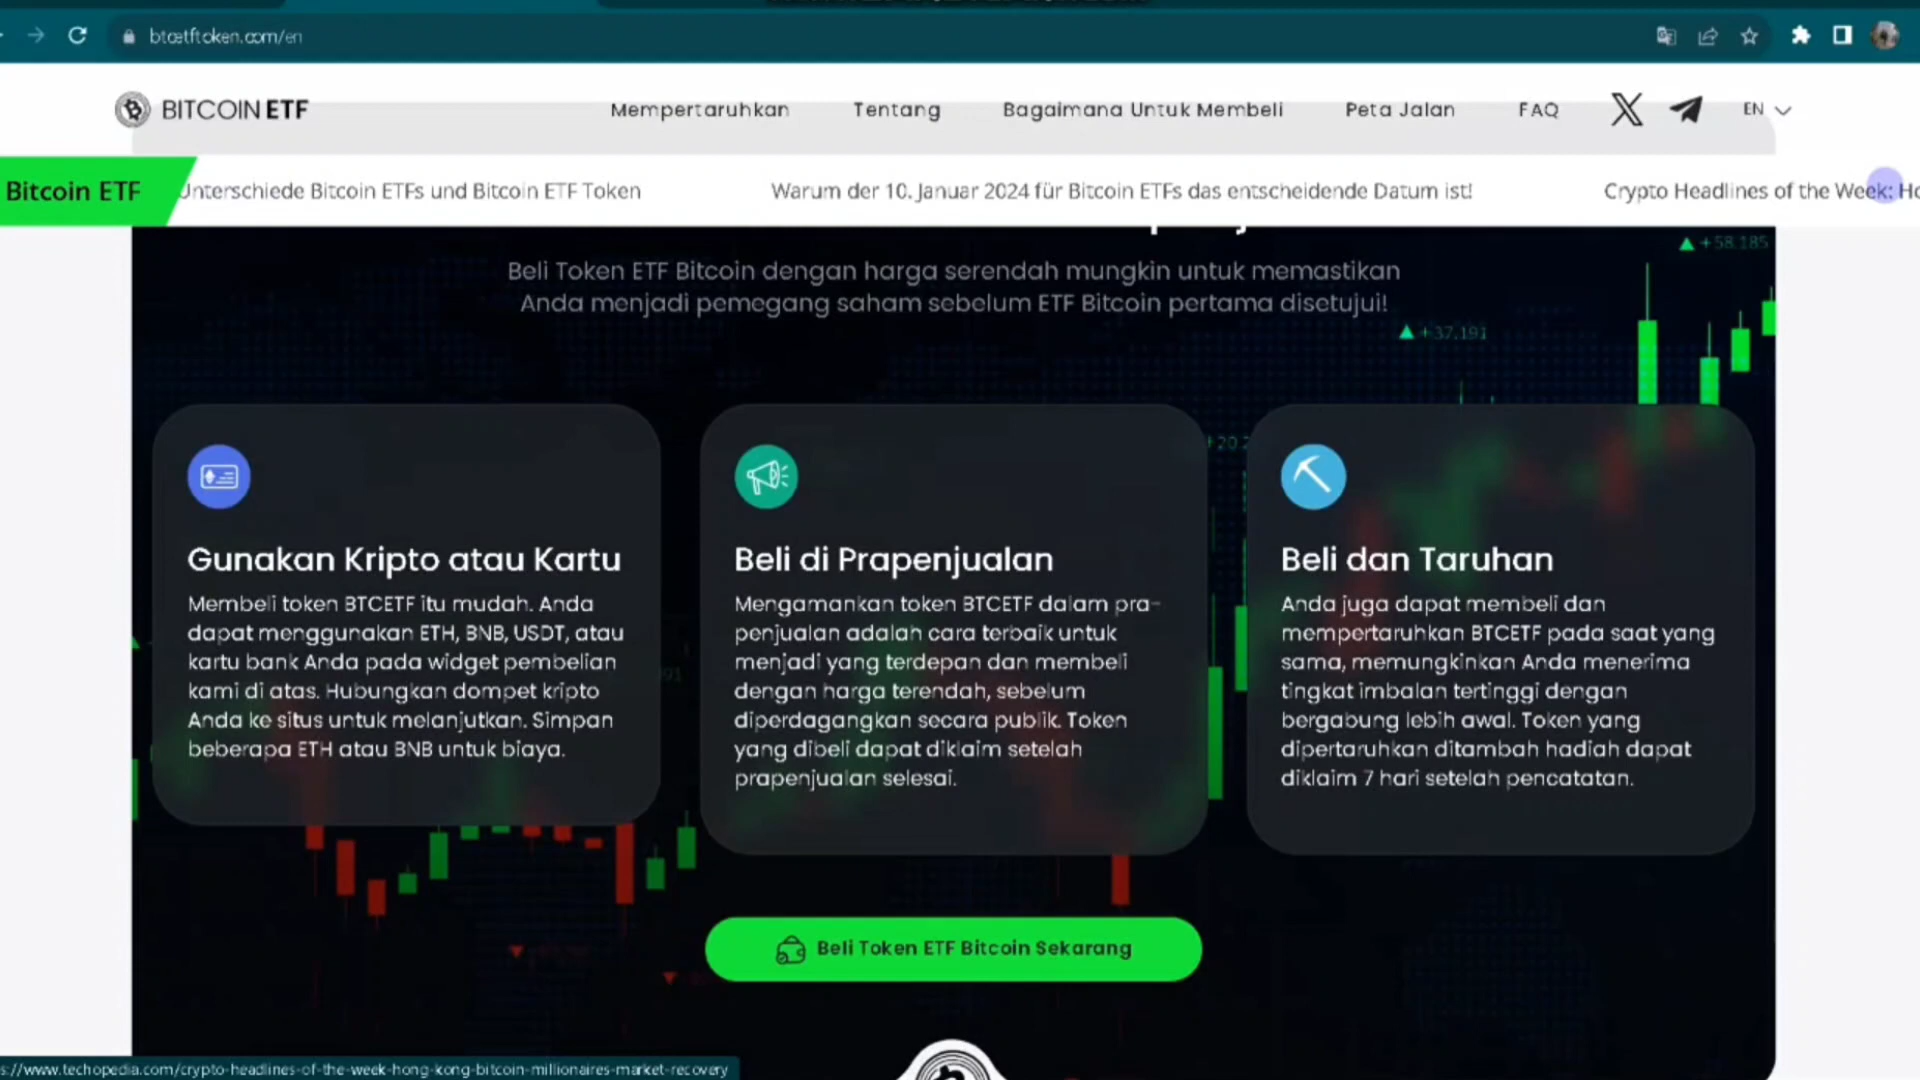 btcetftoken.com/en
BITCOIN ETF
Mempertaruhkan
Tentang
Bagaimana Untuk Membeli
Peta Jalan
FAQ
EN
Bitcoin ETF
Unterschiede Bitcoin ETFs und Bitcoin ETF Token
Warum der 10. Januar 2024 für Bitcoin ETFs das entscheidende Datum ist!
Crypto Headlines of the Week: Ho
+58.185
Beli Token ETF Bitcoin dengan harga serendah mungkin untuk memastikan
Anda menjadi pemegang saham sebelum ETF Bitcoin pertama disetujui!
+37.191
Gunakan Kripto atau Kartu
Membeli token BTCETF itu mudah. Anda
dapat menggunakan ETH, BNB, USDT, atau
kartu bank Anda pada widget pembelian
kami di atas. Hubungkan dompet kripto
Anda ke situs untuk melanjutkan. Simpan
beberapa ETH atau BNB untuk biaya.
Beli di Prapenjualan
Mengamankan token BTCETF dalam pra-
penjualan adalah cara terbaik untuk
menjadi yang terdepan dan membeli
dengan harga terendah, sebelum
diperdagangkan secara publik. Token
yang dibeli dapat diklaim setelah
prapenjualan selesai.
Beli dan Taruhan
Anda juga dapat membeli dan
mempertaruhkan BTCETF pada saat yang
sama, memungkinkan Anda menerima
tingkat imbalan tertinggi dengan
bergabung lebih awal. Token yang
dipertaruhkan ditambah hadiah dapat
diklaim 7 hari setelah pencatatan.
Beli Token ETF Bitcoin Sekarang
s://www.techopedia.com/crypto-headlines-of-the-week-hong-kong-bitcoin-millionaires-market-recovery